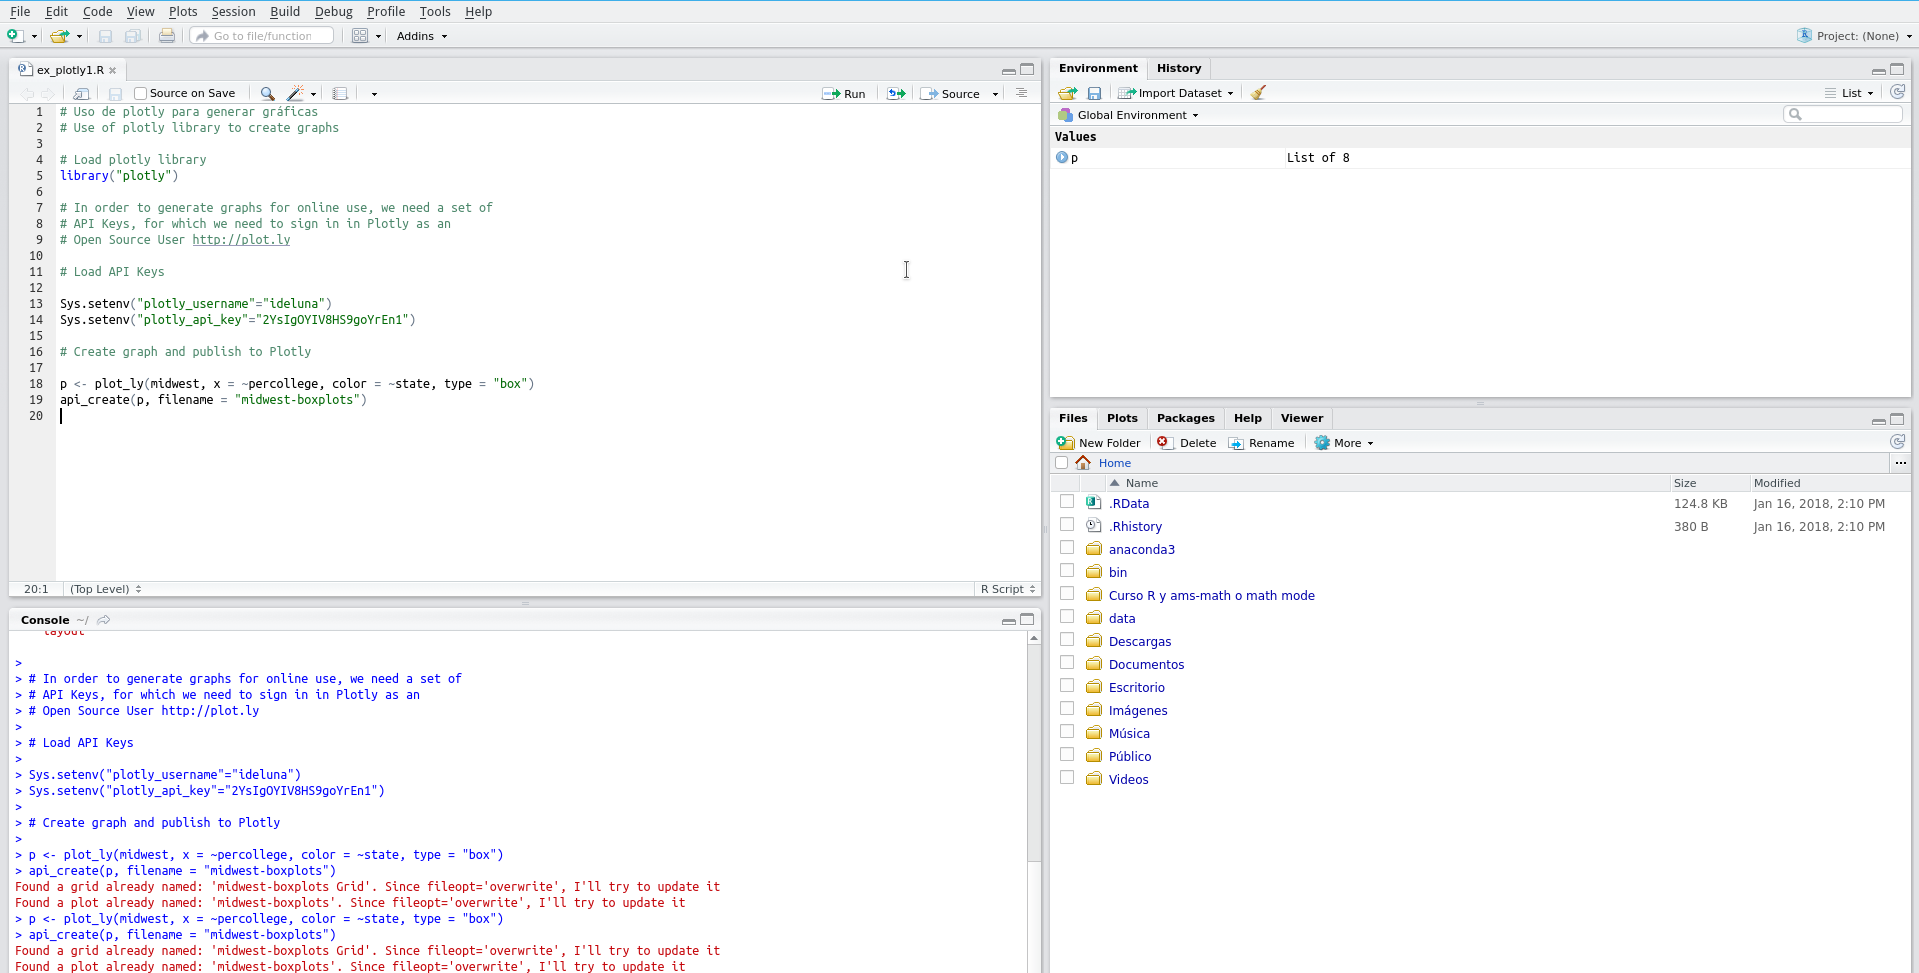 File Edit Code View Plots Session Build Debug Profile Tools Help
Go to file/function Addins Project: (None)
ex_plotly1.R
Source on Save Run Source
1 # Uso de plotly para generar gráficas
2 # Use of plotly library to create graphs
3
4 # Load plotly library
5 library("plotly")
6
7 # In order to generate graphs for online use, we need a set of
8 # API Keys, for which we need to sign in in Plotly as an
9 # Open Source User http://plot.ly
10
11 # Load API Keys
12
13 Sys.setenv("plotly_username"="ideluna")
14 Sys.setenv("plotly_api_key"="2YsIgOYIV8HS9goYrEn1")
15
16 # Create graph and publish to Plotly
17
18 p <- plot_ly(midwest, x = ~percollege, color = ~state, type = "box")
19 api_create(p, filename = "midwest-boxplots")
20
20:1 (Top Level) R Script
Console ~/
layout
>
> # In order to generate graphs for online use, we need a set of
> # API Keys, for which we need to sign in in Plotly as an
> # Open Source User http://plot.ly
>
> # Load API Keys
>
> Sys.setenv("plotly_username"="ideluna")
> Sys.setenv("plotly_api_key"="2YsIgOYIV8HS9goYrEn1")
>
> # Create graph and publish to Plotly
>
> p <- plot_ly(midwest, x = ~percollege, color = ~state, type = "box")
> api_create(p, filename = "midwest-boxplots")
Found a grid already named: 'midwest-boxplots Grid'. Since fileopt='overwrite', I'll try to update it
Found a plot already named: 'midwest-boxplots'. Since fileopt='overwrite', I'll try to update it
> p <- plot_ly(midwest, x = ~percollege, color = ~state, type = "box")
> api_create(p, filename = "midwest-boxplots")
Found a grid already named: 'midwest-boxplots Grid'. Since fileopt='overwrite', I'll try to update it
Found a plot already named: 'midwest-boxplots'. Since fileopt='overwrite', I'll try to update it
Environment History
Import Dataset List
Global Environment
Values
p List of 8
Files Plots Packages Help Viewer
New Folder Delete Rename More
Home ...
Name Size Modified
.RData 124.8 KB Jan 16, 2018, 2:10 PM
.Rhistory 380 B Jan 16, 2018, 2:10 PM
anaconda3
bin
Curso R y ams-math o math mode
data
Descargas
Documentos
Escritorio
Imágenes
Música
Público
Videos